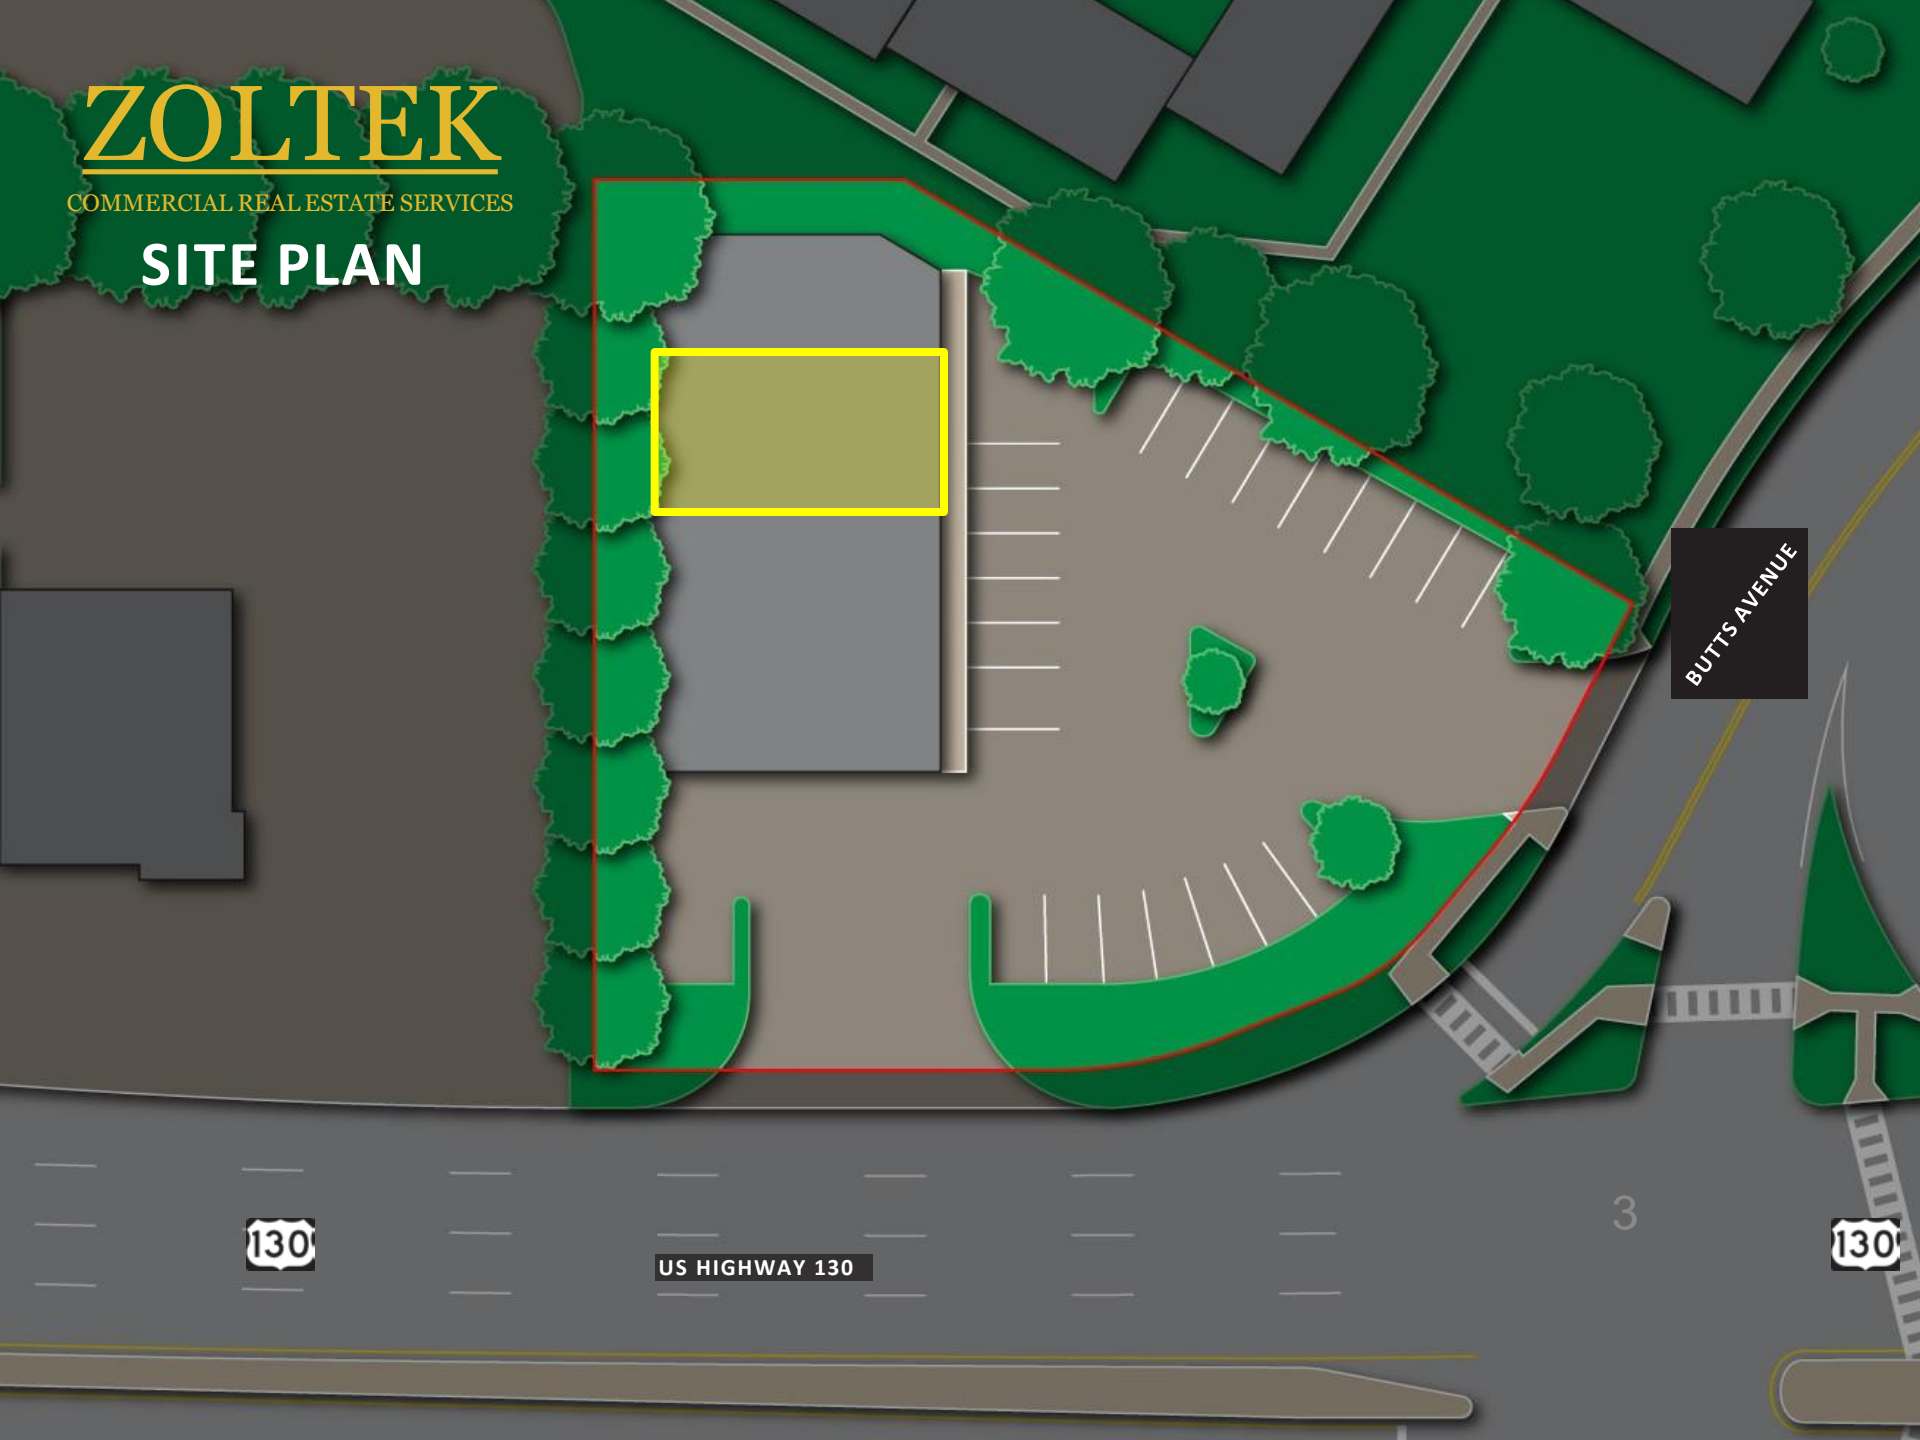 ZOLTEK
COMMERCIAL REAL ESTATE SERVICES
SITE PLAN
BUTTS AVENUE
3
130
130
US HIGHWAY 130